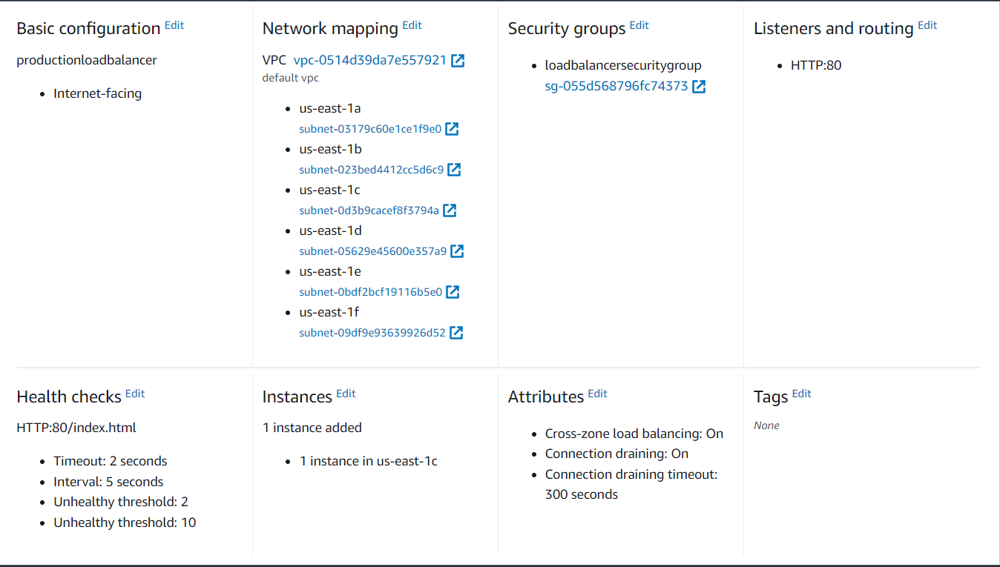 Basic configuration Edit
productionloadbalancer
Internet-facing
Network mapping Edit
VPC vpc-0514d39da7e557921
default vpc
us-east-1a
subnet-03179c60e1ce1f9e0
us-east-1b
subnet-023bed4412cc5d6c9
us-east-1c
subnet-0d3b9cacef8f3794a
us-east-1d
subnet-05629e45600e357a9
us-east-1e
subnet-0bdf2bcf19116b5e0
us-east-1f
subnet-09df9e93639926d52
Security groups Edit
loadbalancersecuritygroup
sg-055d568796fc74373
Listeners and routing Edit
HTTP:80
Health checks Edit
HTTP:80/index.html
Timeout: 2 seconds
Interval: 5 seconds
Unhealthy threshold: 2
Unhealthy threshold: 10
Instances Edit
1 instance added
1 instance in us-east-1c
Attributes Edit
Cross-zone load balancing: On
Connection draining: On
Connection draining timeout:
300 seconds
Tags Edit
None